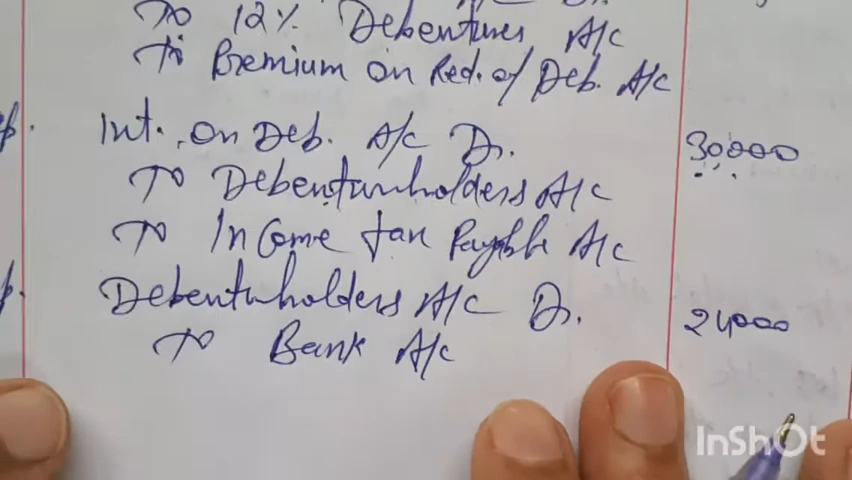 To 12% Debentures A/c
To Premium on Red. of Deb. A/c
Int. on Deb. A/c Dr. 30000
To Debentureholders A/c
To Income tax Payable A/c
Debentureholders A/c Dr. 24000
To Bank A/c
InShOt